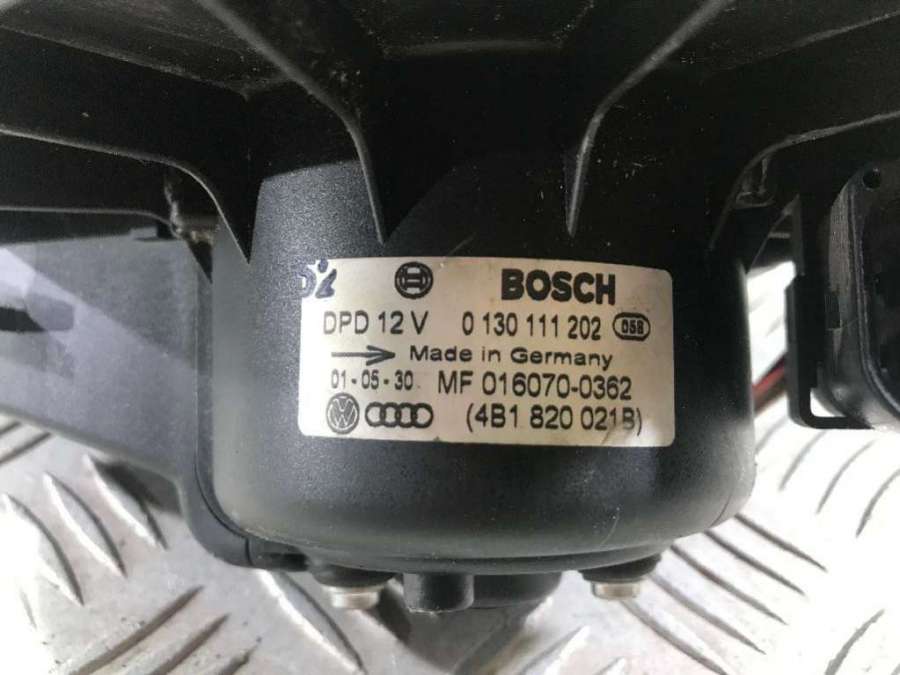 BOSCH
DPD 12 V 0 130 111 202 058
Made in Germany
01-05-30 MF 016070-0362
(4B1 820 021B)